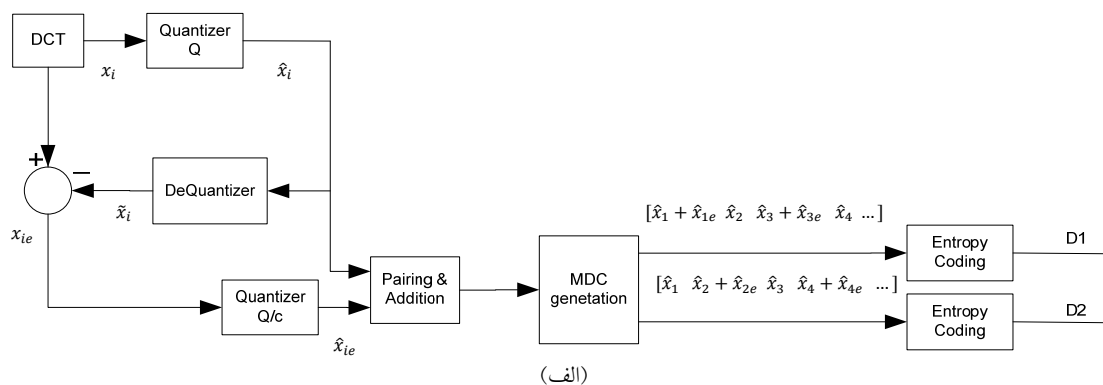 DCT
Quantizer
Q
x_i
x̂_i
+
−
DeQuantizer
x̃_i
x_ie
[x̂_1 + x̂_1e x̂_2 x̂_3 + x̂_3e x̂_4 …]
Entropy
Coding
D1
Pairing &
Addition
MDC
genetation
[x̂_1 x̂_2 + x̂_2e x̂_3 x̂_4 + x̂_4e …]
Quantizer
Q/c
x̂_ie
Entropy
Coding
D2
(الف)